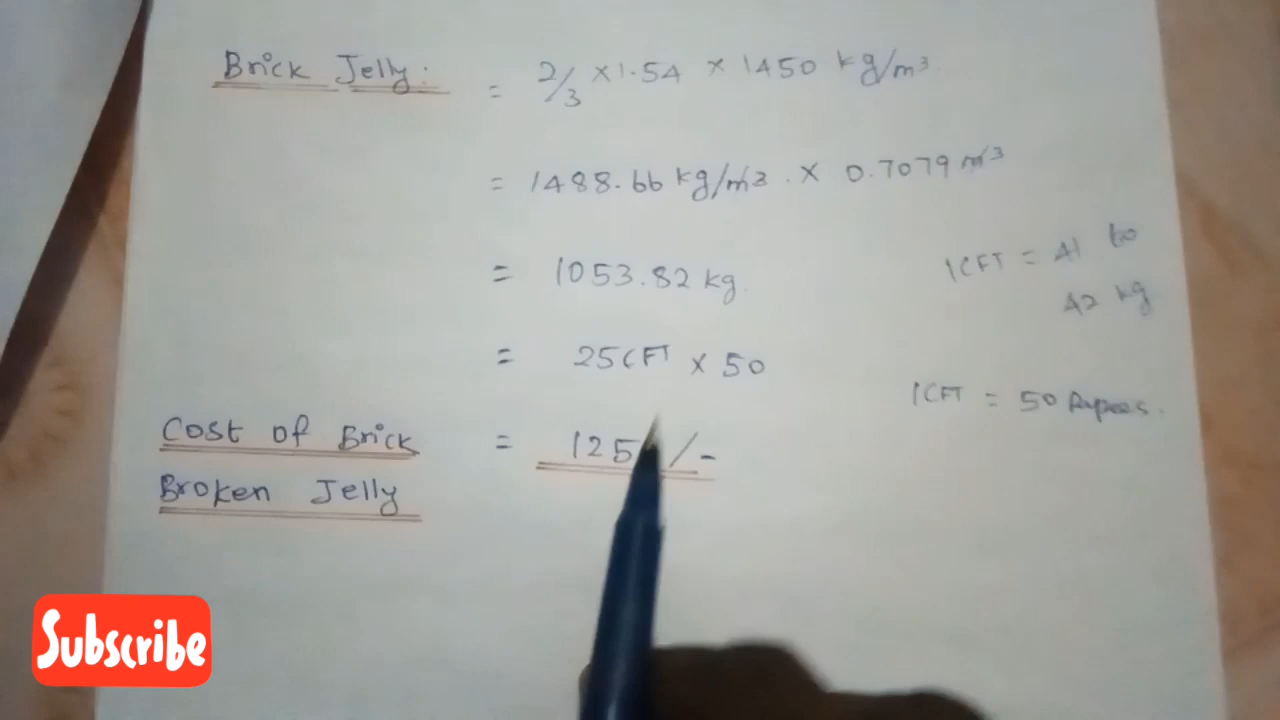 Brick Jelly. = 2/3 x 1.54 x 1450 kg/m3.
= 1488.66 kg/m3. x 0.7079 m3
= 1053.82 kg.
1CFT = 41 to
42 kg
= 25CFT x 50
1CFT = 50 Rupees.
Cost of Brick = /-
Broken Jelly
Subscribe